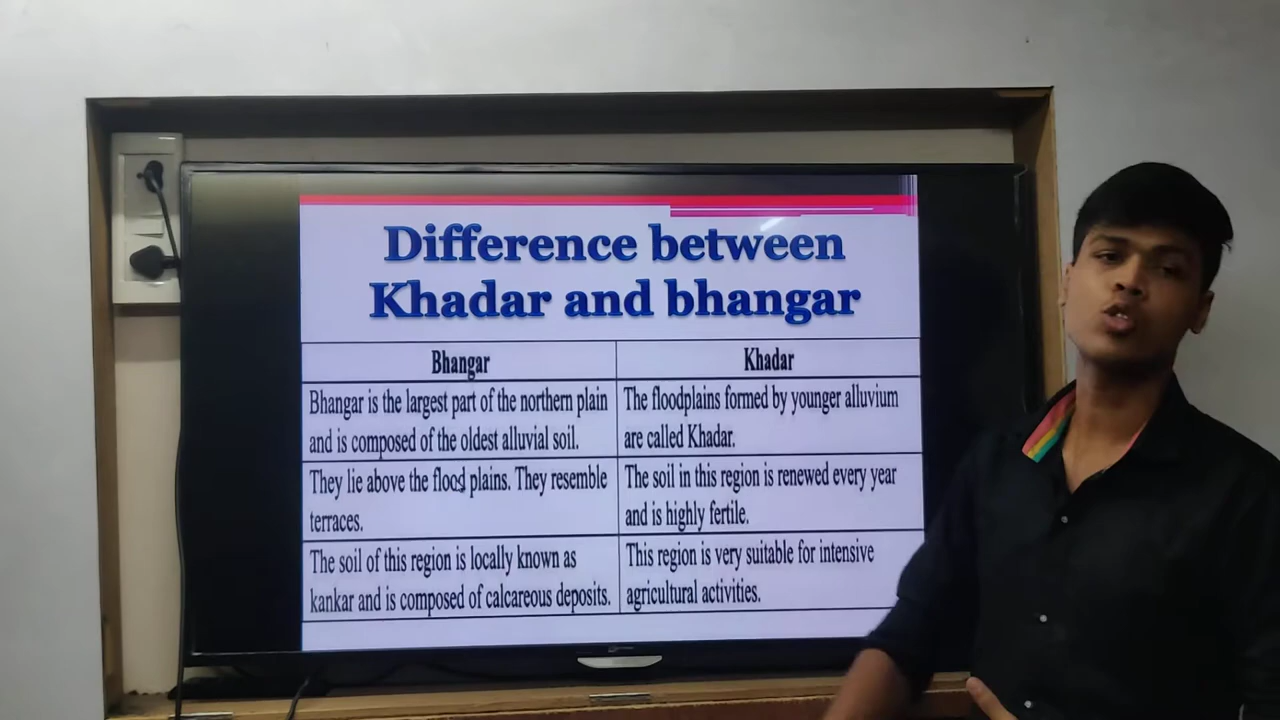 Difference between
Khadar and bhangar
Bhangar
Khadar
Bhangar is the largest part of the northern plain
and is composed of the oldest alluvial soil.
The floodplains formed by younger alluvium
are called Khadar.
They lie above the flood plains. They resemble
terraces.
The soil in this region is renewed every year
and is highly fertile.
The soil of this region is locally known as
kankar and is composed of calcareous deposits.
This region is very suitable for intensive
agricultural activities.